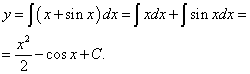 y = ∫(x + sin x)dx = ∫xdx + ∫sin xdx =
= x²/2 − cos x + C.